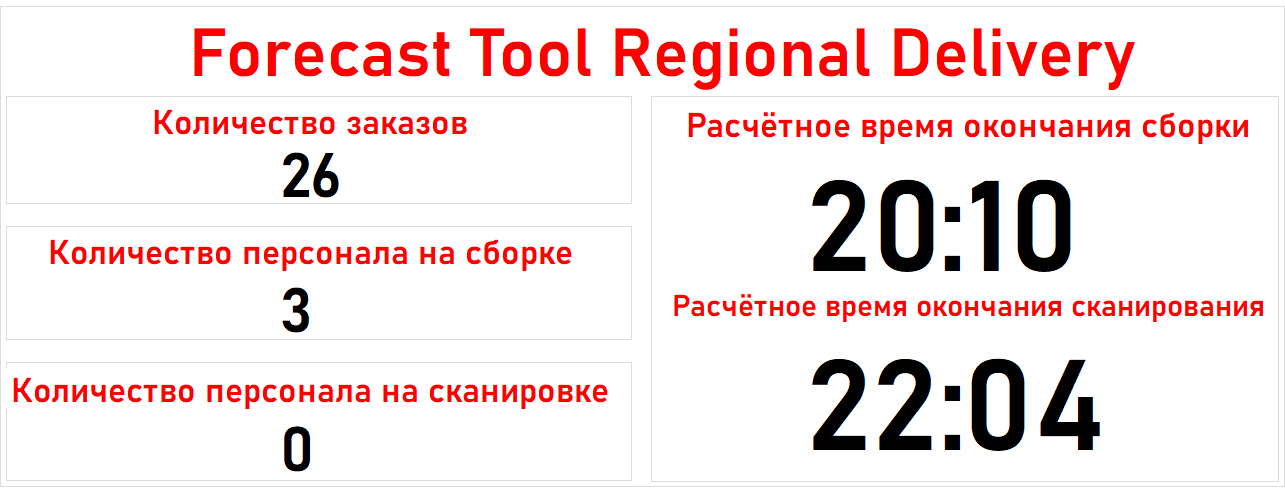 Forecast Tool Regional Delivery
Количество заказов
26
Количество персонала на сборке
3
Количество персонала на сканировке
0
Расчётное время окончания сборки
20:10
Расчётное время окончания сканирования
22:04